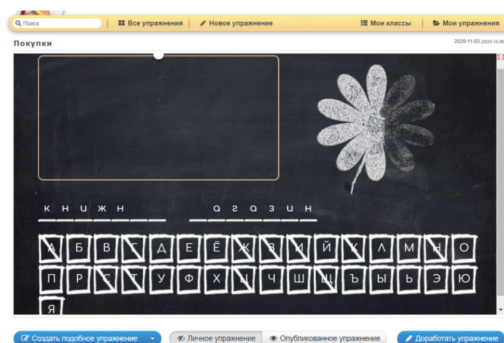 Поиск Все упражнения Новое упражнение Мои классы Мои упражнения
Покупки
к н и ж н _ _ _ а г а з и н
А Б В Г Д Е Ё Ж З И Й К Л М Н О
П Р С Т У Ф Х Ц Ч Ш Щ Ъ Ы Ь Э Ю
Я
Создать подобное упражнение Личное упражнение Опубликованное упражнение Доработать упражнение